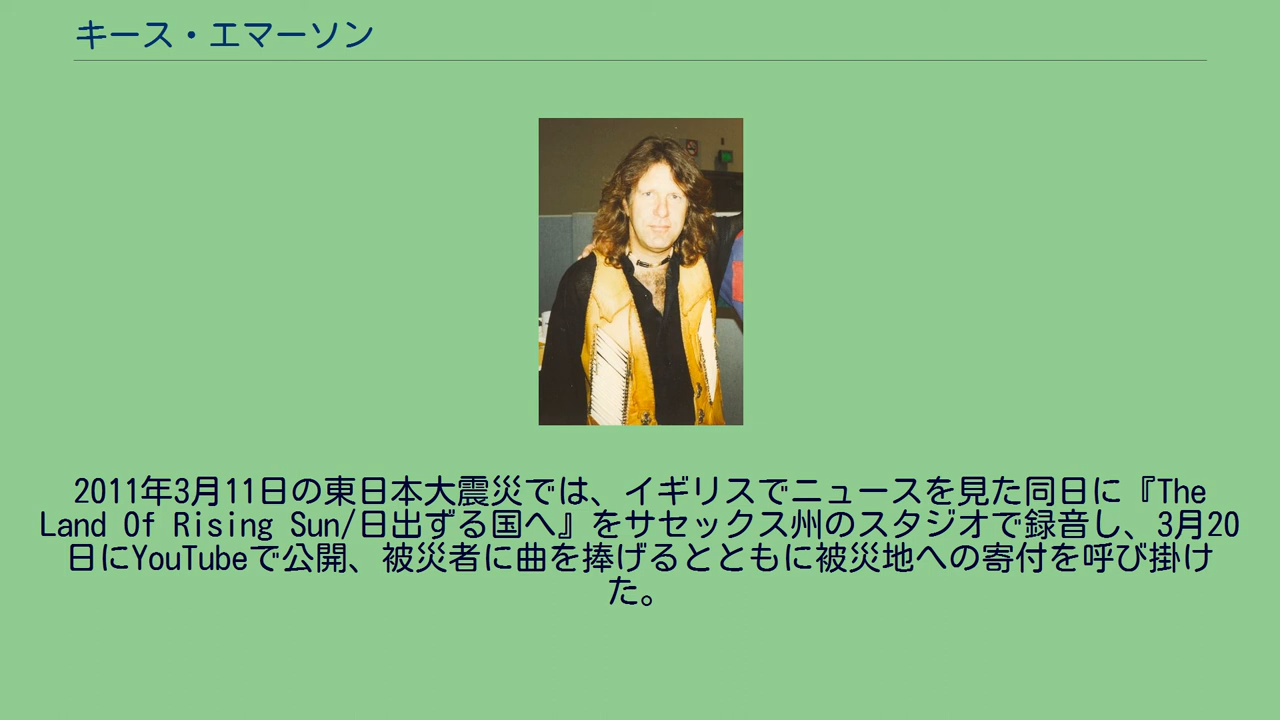 キース・エマーソン
2011年3月11日の東日本大震災では、イギリスでニュースを見た同日に『The
Land Of Rising Sun/日出ずる国へ』をサセックス州のスタジオで録音し、3月20
日にYouTubeで公開、被災者に曲を捧げるとともに被災地への寄付を呼び掛け
た。